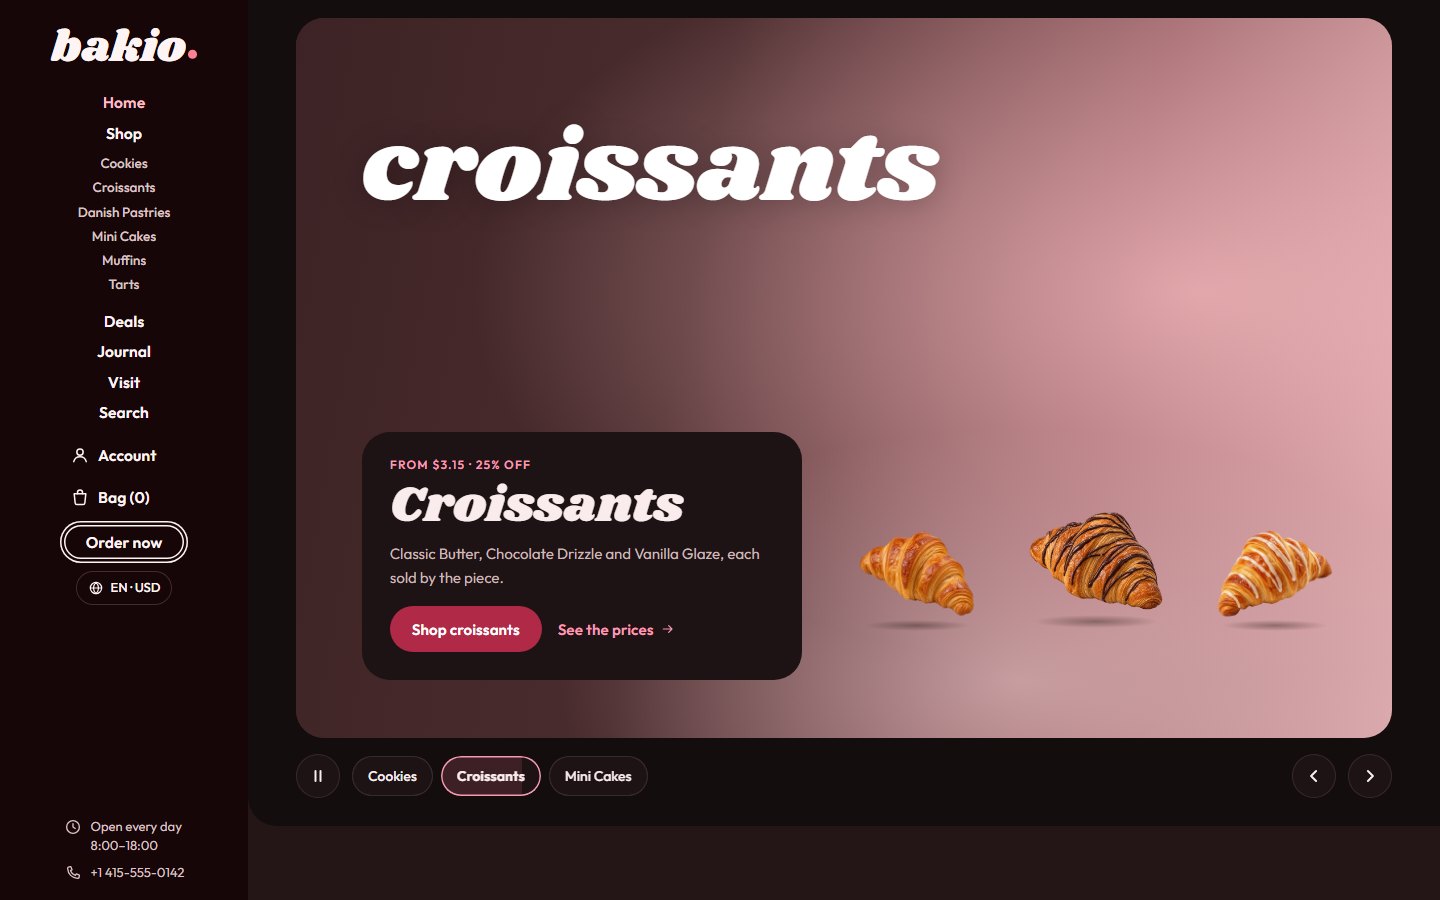 bakio.
Home
Shop
Cookies
Croissants
Danish Pastries
Mini Cakes
Muffins
Tarts
Deals
Journal
Visit
Search
Account
Bag (0)
Order now
EN · USD
Open every day
8:00–18:00
+1 415-555-0142
croissants
FROM $3.15 · 25% OFF
Croissants
Classic Butter, Chocolate Drizzle and Vanilla Glaze, each
sold by the piece.
Shop croissants
See the prices →
Cookies
Croissants
Mini Cakes